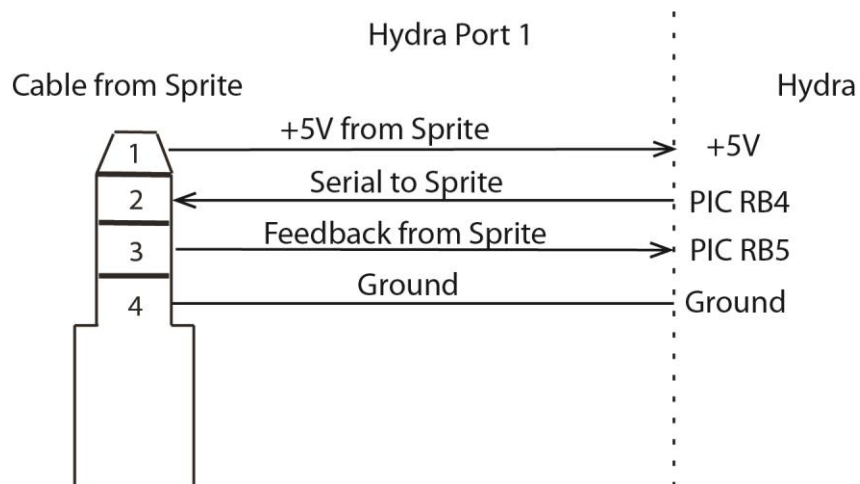 Hydra Port 1
Cable from Sprite
Hydra
1
+5V from Sprite
+5V
2
Serial to Sprite
PIC RB4
3
Feedback from Sprite
PIC RB5
4
Ground
Ground